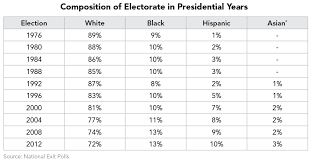 Composition of Electorate in Presidential Years
Election White Black Hispanic Asian*
1976 89% 9% 1% -
1980 88% 10% 2% -
1984 86% 10% 3% -
1988 85% 10% 3% -
1992 87% 8% 2% 1%
1996 83% 10% 5% 1%
2000 81% 10% 7% 2%
2004 77% 11% 8% 2%
2008 74% 13% 9% 2%
2012 72% 13% 10% 3%
Source: National Exit Polls